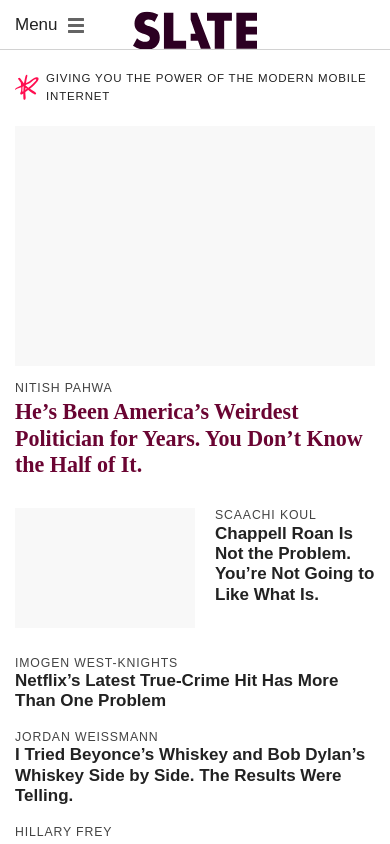 Menu
SLATE
GIVING YOU THE POWER OF THE MODERN MOBILE
INTERNET
NITISH PAHWA
He’s Been America’s Weirdest
Politician for Years. You Don’t Know
the Half of It.
SCAACHI KOUL
Chappell Roan Is
Not the Problem.
You’re Not Going to
Like What Is.
IMOGEN WEST-KNIGHTS
Netflix’s Latest True-Crime Hit Has More
Than One Problem
JORDAN WEISSMANN
I Tried Beyonce’s Whiskey and Bob Dylan’s
Whiskey Side by Side. The Results Were
Telling.
HILLARY FREY